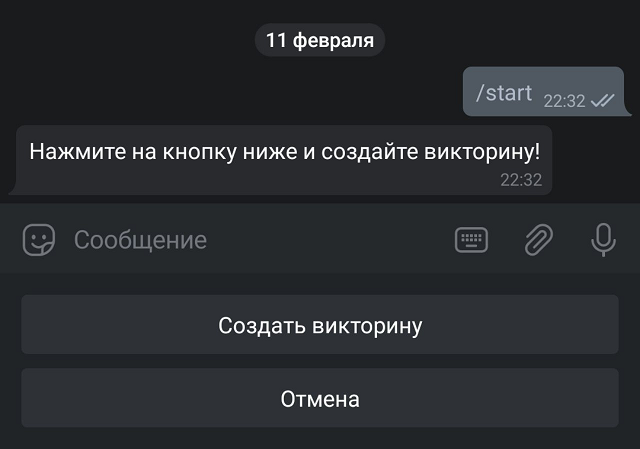 11 февраля
/start 22:32
Нажмите на кнопку ниже и создайте викторину!
22:32
Сообщение
Создать викторину
Отмена